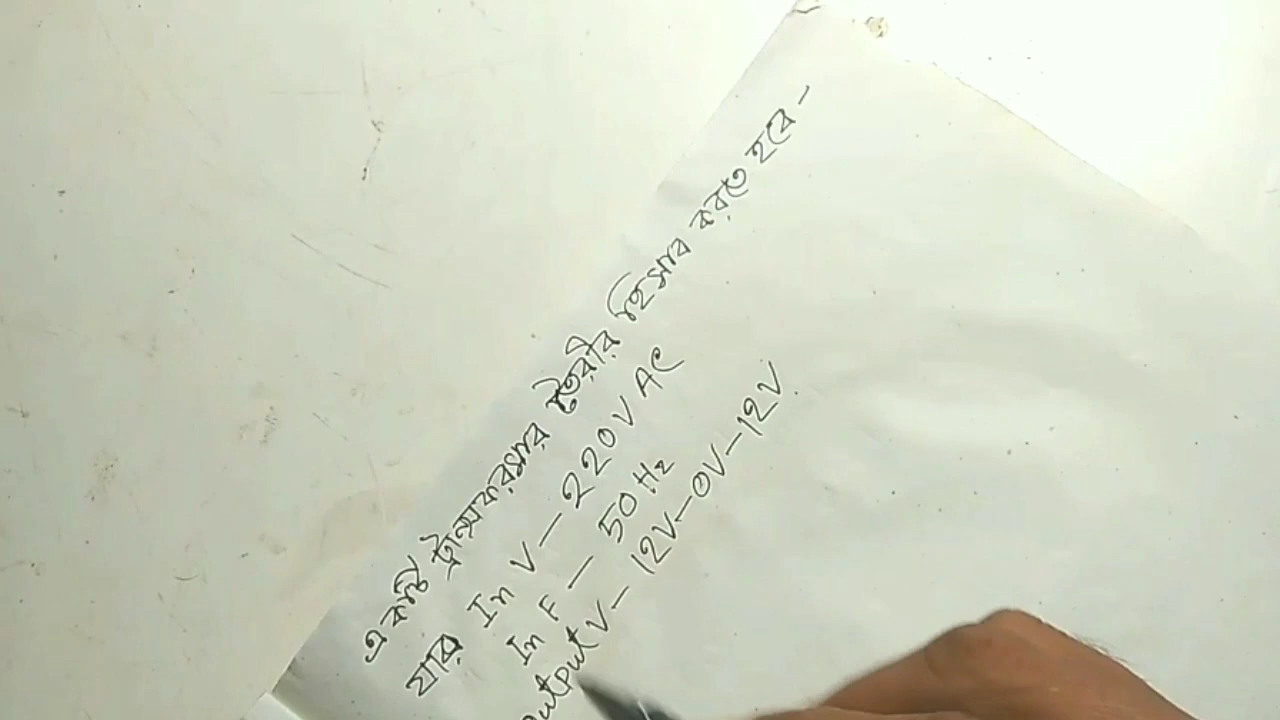 একটি ট্রান্সফরমার তৈরীর হিসাব করতে হবে -
যার In V - 220V AC
In F - 50 Hz
Output V - 12V-0V-12V